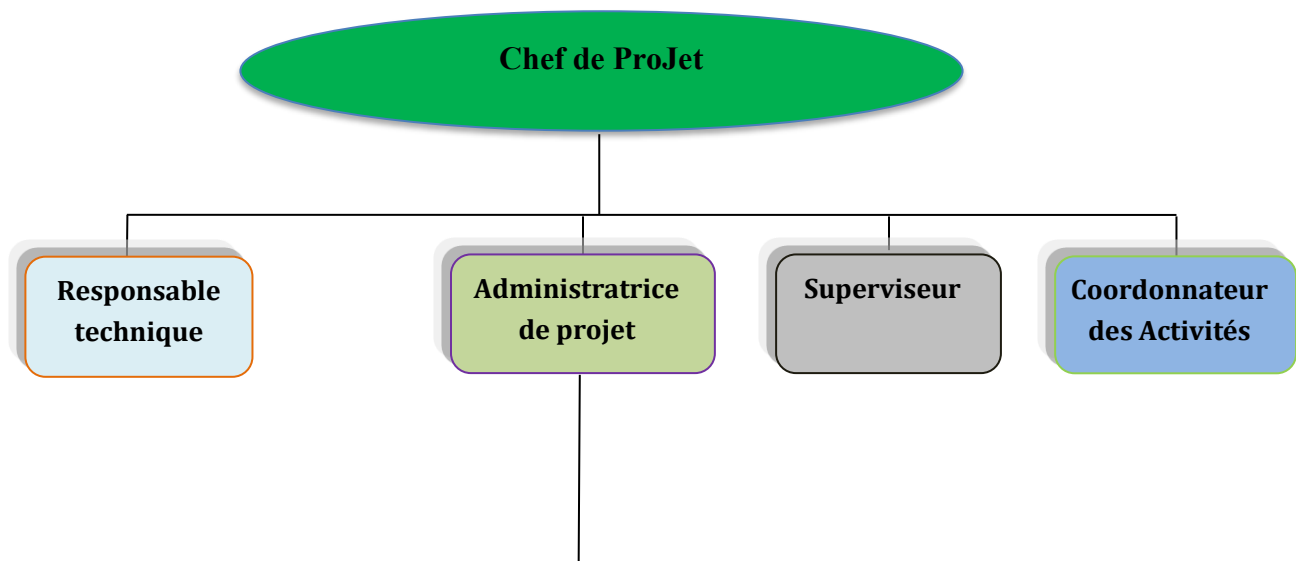 Chef de ProJet
Responsable
technique
Administratrice
de projet
Superviseur
Coordonnateur
des Activités